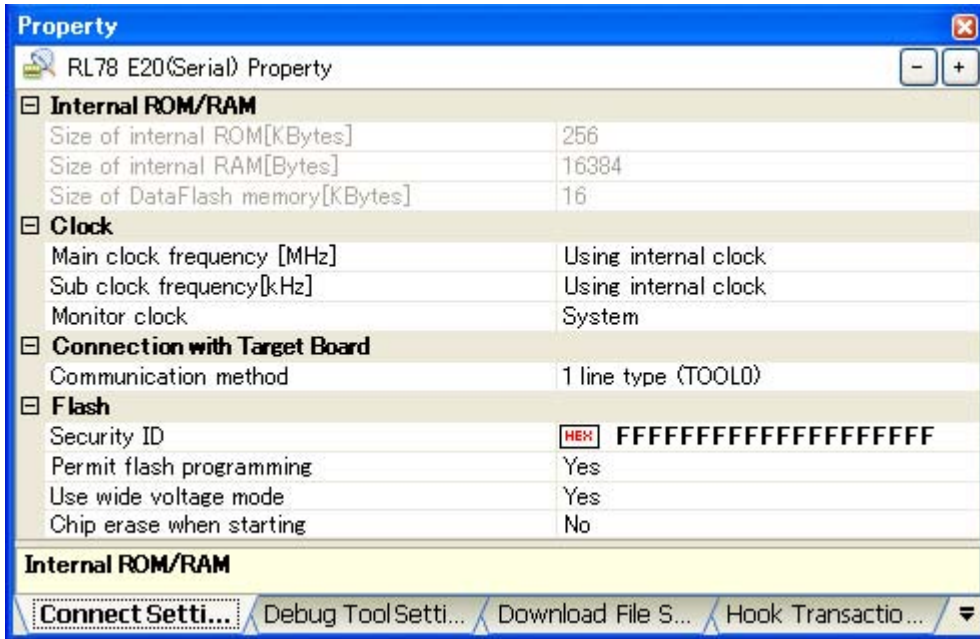 Property
RL78 E20(Serial) Property
Internal ROM/RAM
Size of internal ROM[KBytes] 256
Size of internal RAM[Bytes] 16384
Size of DataFlash memory[KBytes] 16
Clock
Main clock frequency [MHz] Using internal clock
Sub clock frequency[kHz] Using internal clock
Monitor clock System
Connection with Target Board
Communication method 1 line type (TOOL0)
Flash
Security ID HEX FFFFFFFFFFFFFFFFFFFF
Permit flash programming Yes
Use wide voltage mode Yes
Chip erase when starting No
Internal ROM/RAM
Connect Setti... Debug Tool Setti... Download File S... Hook Transactio...